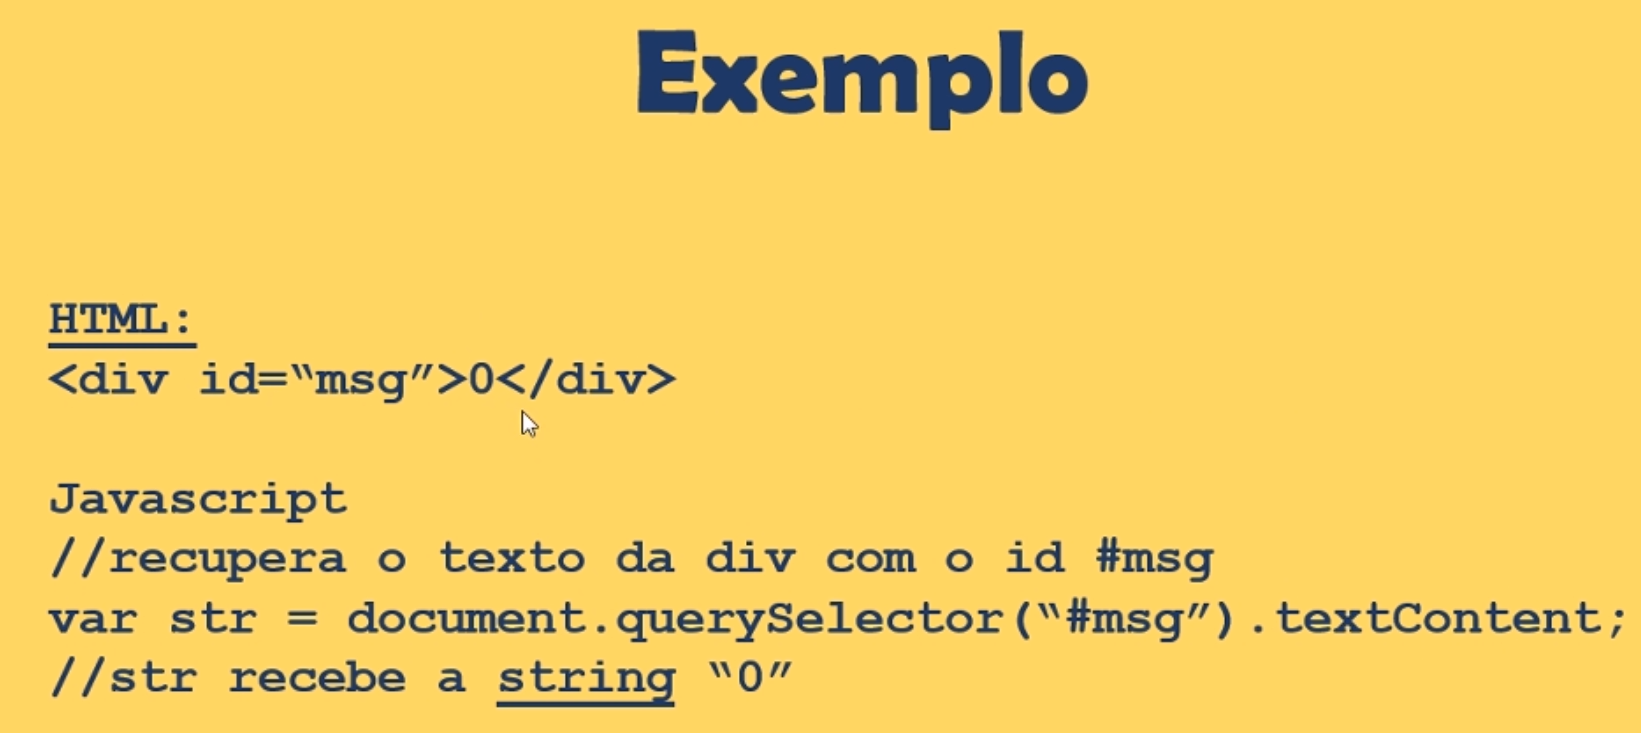 Exemplo
HTML:
<div id=“msg”>0</div>
Javascript
//recupera o texto da div com o id #msg
var str = document.querySelector(“#msg”).textContent;
//str recebe a string “0”